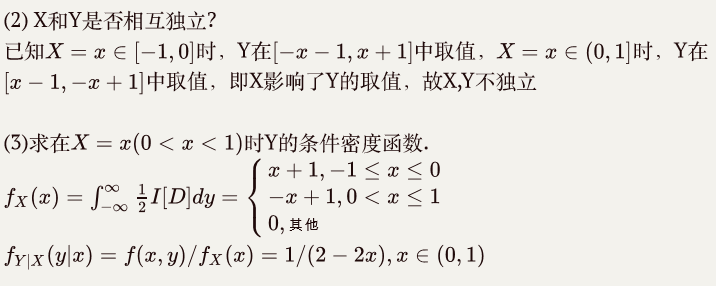 (2) X和Y是否相互独立?
已知X = x ∈ [−1, 0]时，Y在[−x − 1, x + 1]中取值，X = x ∈ (0, 1]时，Y在
[x − 1, −x + 1]中取值，即X影响了Y的取值，故X,Y不独立
(3)求在X = x(0 < x < 1)时Y的条件密度函数.
f_X(x) = ∫_{−∞}^{∞} 1/2 I[D]dy = { x + 1, −1 ≤ x ≤ 0
−x + 1, 0 < x ≤ 1
0, 其他
f_{Y|X}(y|x) = f(x, y)/f_X(x) = 1/(2 − 2x), x ∈ (0, 1)